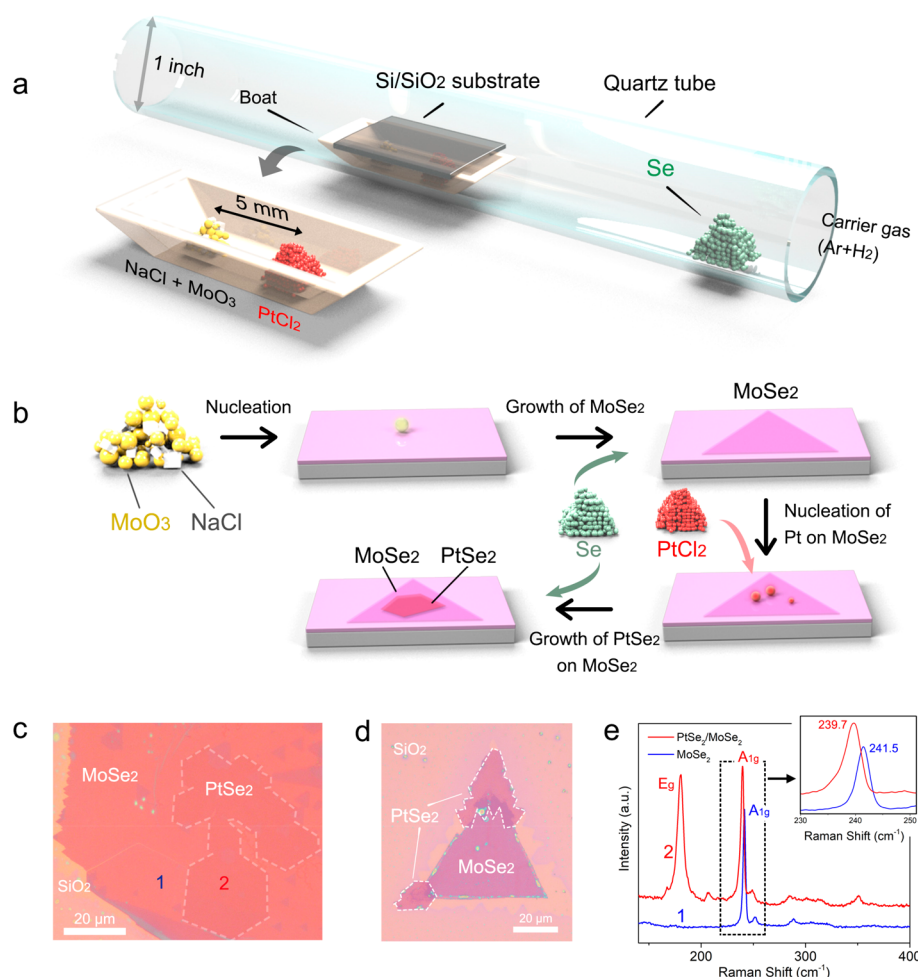 a
1 inch
Boat
Si/SiO2 substrate
Quartz tube
Se
Carrier gas
(Ar+H2)
5 mm
NaCl + MoO3
PtCl2
b
Nucleation
Growth of MoSe2
MoSe2
MoO3
NaCl
Se
PtCl2
Nucleation of
Pt on MoSe2
MoSe2
PtSe2
Growth of PtSe2
on MoSe2
c
MoSe2
PtSe2
SiO2
1
2
20 µm
d
SiO2
PtSe2
MoSe2
20 µm
e
PtSe2/MoSe2
MoSe2
Eg
A1g
A1g
2
1
Intensity (a.u.)
200
300
400
Raman Shift (cm-1)
239.7
241.5
230
240
251
Raman Shift (cm-1)